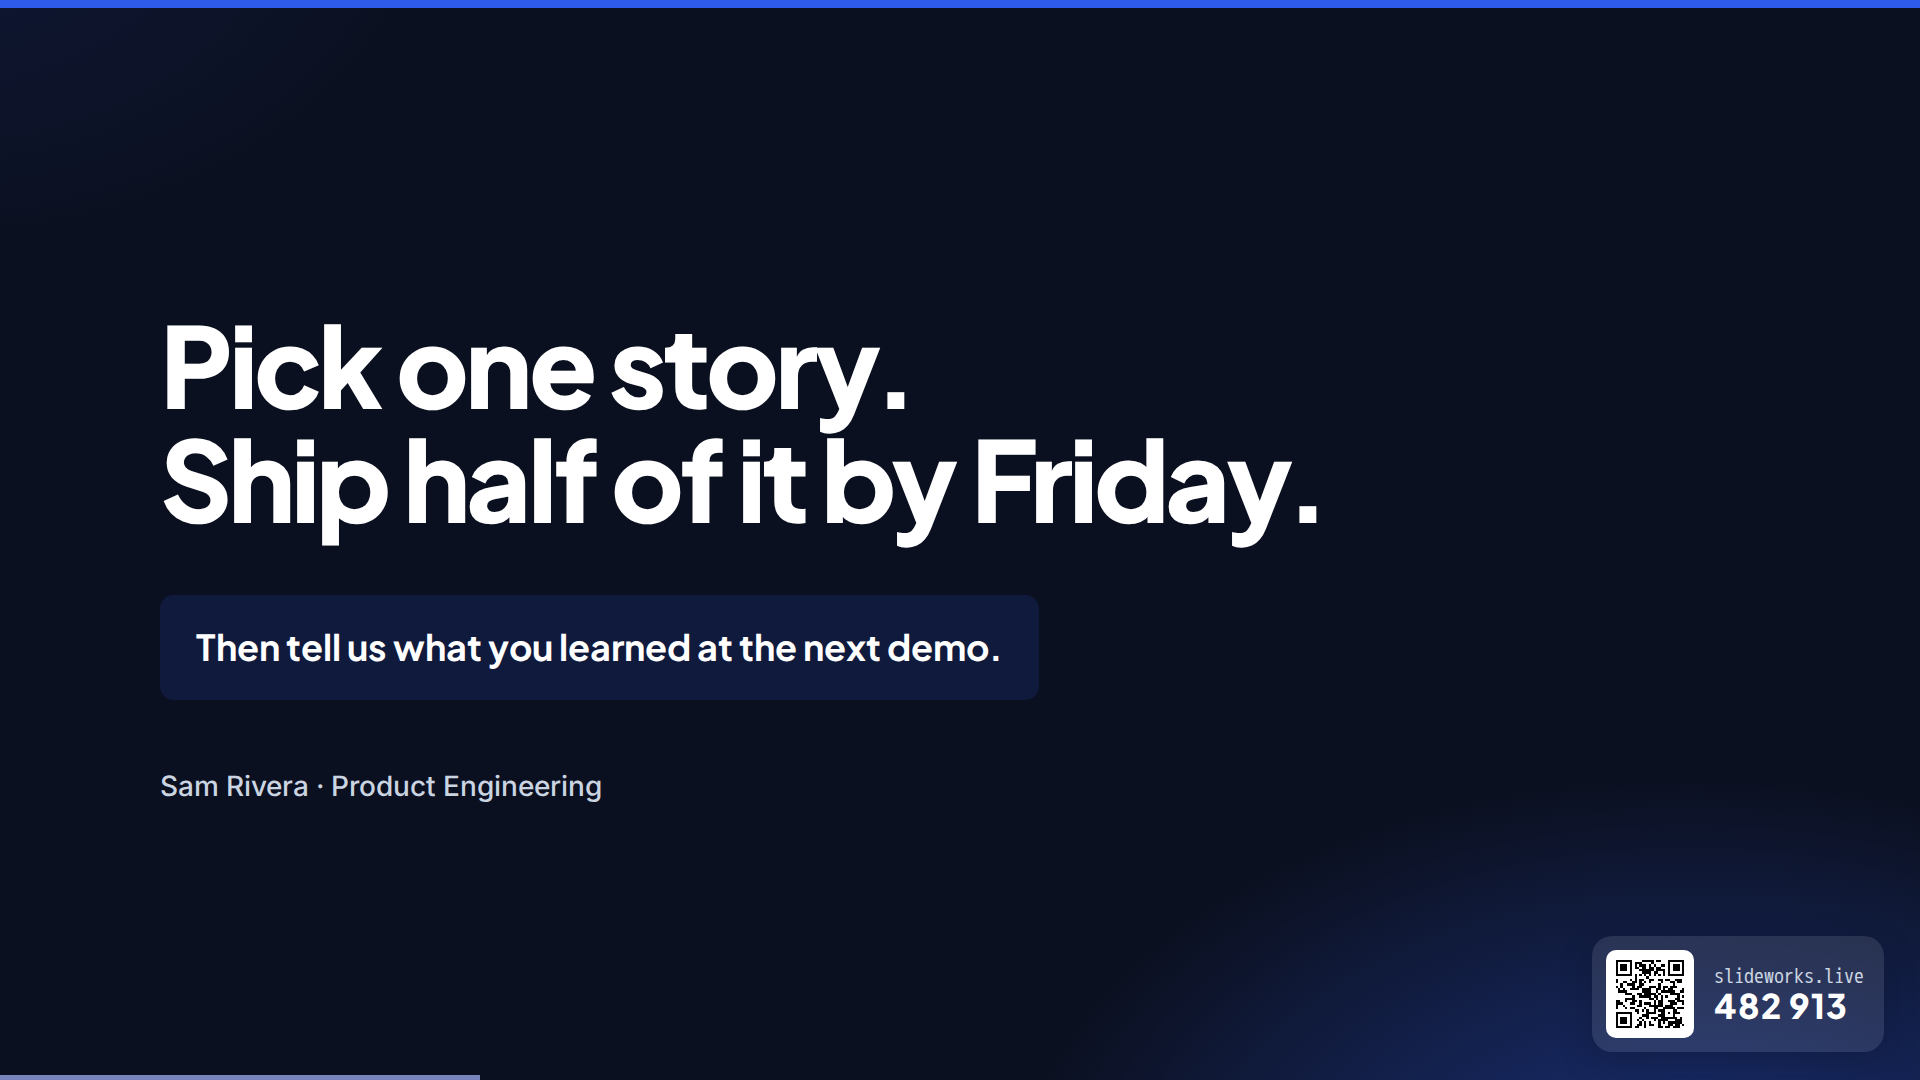 Pick one story.
Ship half of it by Friday.
Then tell us what you learned at the next demo.
Sam Rivera · Product Engineering
slideworks.live
482 913